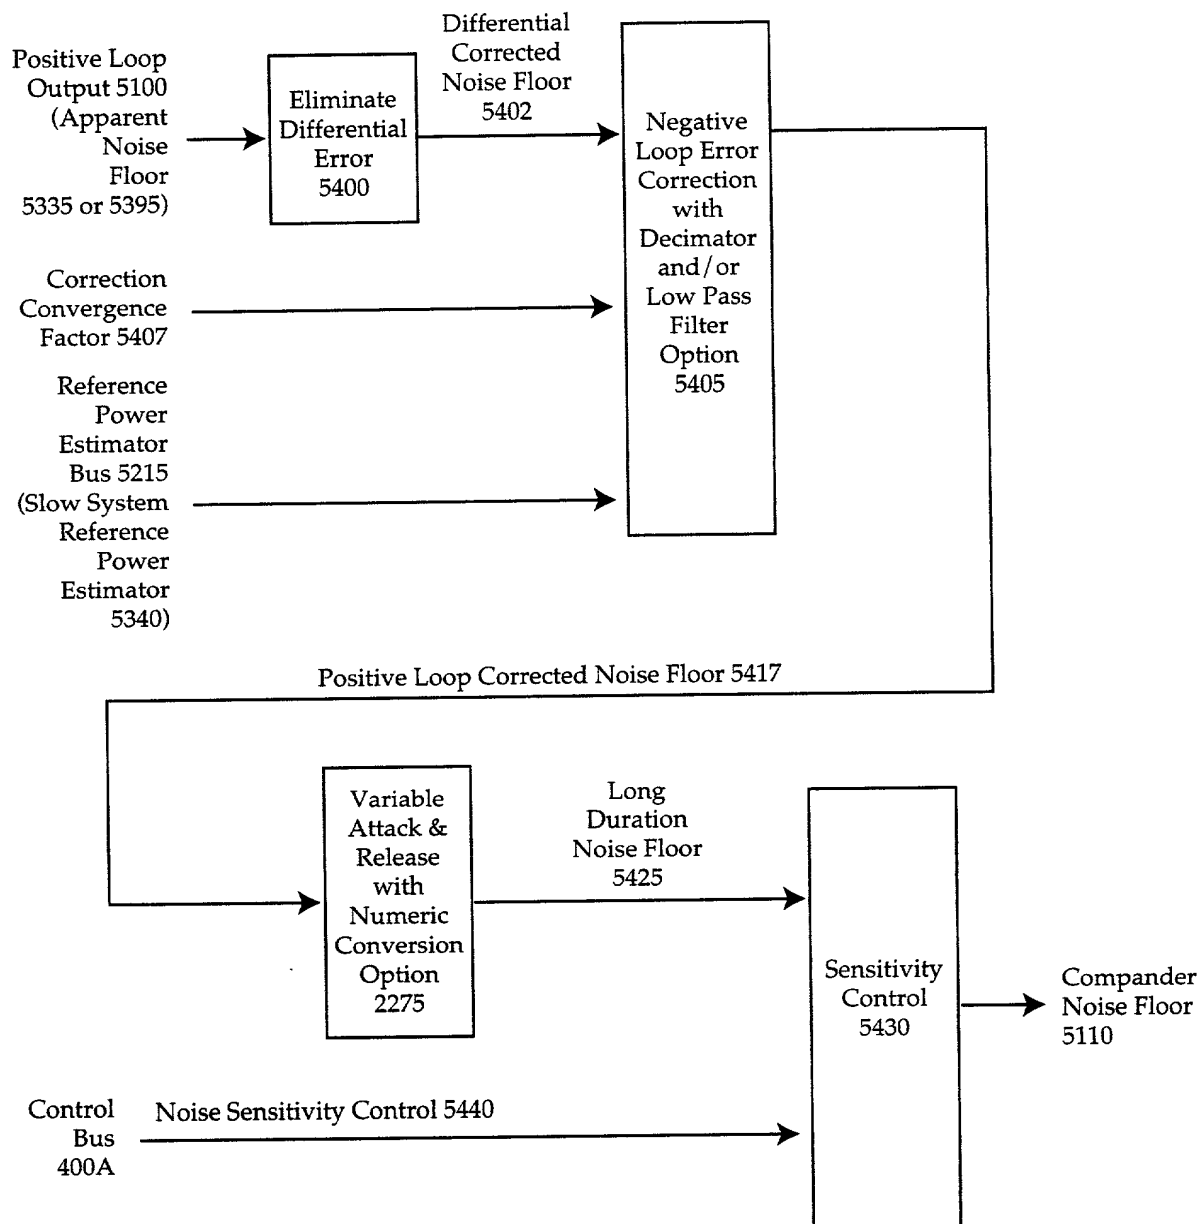 Positive Loop
Output 5100
(Apparent
Noise
Floor
5335 or 5395)
Eliminate
Differential
Error
5400
Differential
Corrected
Noise Floor
5402
Negative
Loop Error
Correction
with
Decimator
and/or
Low Pass
Filter
Option
5405
Correction
Convergence
Factor 5407
Reference
Power
Estimator
Bus 5215
(Slow System
Reference
Power
Estimator
5340)
Positive Loop Corrected Noise Floor 5417
Variable
Attack &
Release
with
Numeric
Conversion
Option
2275
Long
Duration
Noise Floor
5425
Sensitivity
Control
5430
Compander
Noise Floor
5110
Control
Bus
400A
Noise Sensitivity Control 5440